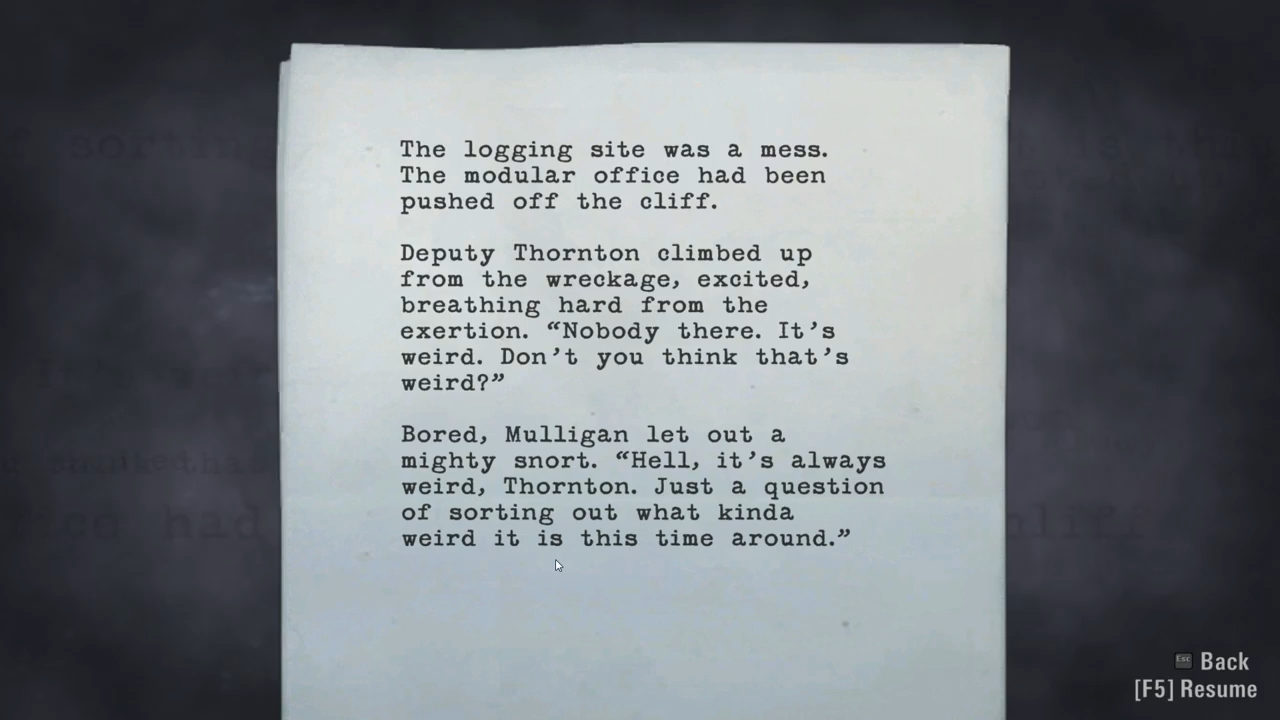 The logging site was a mess.
The modular office had been
pushed off the cliff.
Deputy Thornton climbed up
from the wreckage, excited,
breathing hard from the
exertion. “Nobody there. It’s
weird. Don’t you think that’s
weird?”
Bored, Mulligan let out a
mighty snort. “Hell, it’s always
weird, Thornton. Just a question
of sorting out what kinda
weird it is this time around.”
Esc Back
[F5] Resume